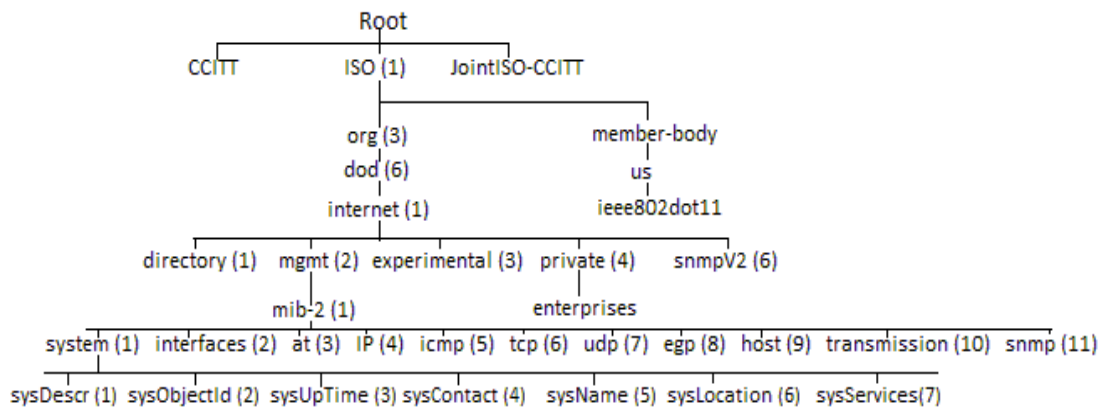 Root
CCITT ISO (1) JointISO-CCITT
org (3) member-body
dod (6) us
internet (1) ieee802dot11
directory (1) mgmt (2) experimental (3) private (4) snmpV2 (6)
mib-2 (1) enterprises
system (1) interfaces (2) at (3) IP (4) icmp (5) tcp (6) udp (7) egp (8) host (9) transmission (10) snmp (11)
sysDescr (1) sysObjectId (2) sysUpTime (3) sysContact (4) sysName (5) sysLocation (6) sysServices(7)